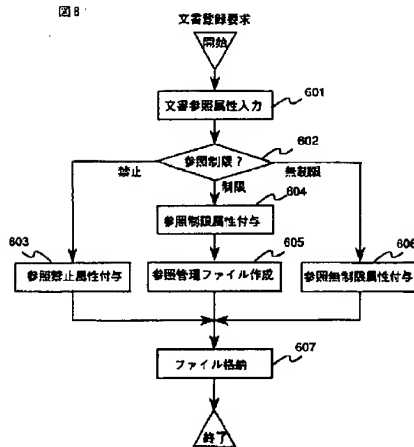 図8
文書登録要求
開始
文書参照属性入力
601
参照制限?
602
禁止
制限
無制限
604
参照制限属性付与
603
605
606
参照禁止属性付与
参照管理ファイル作成
参照無制限属性付与
ファイル格納
607
終了